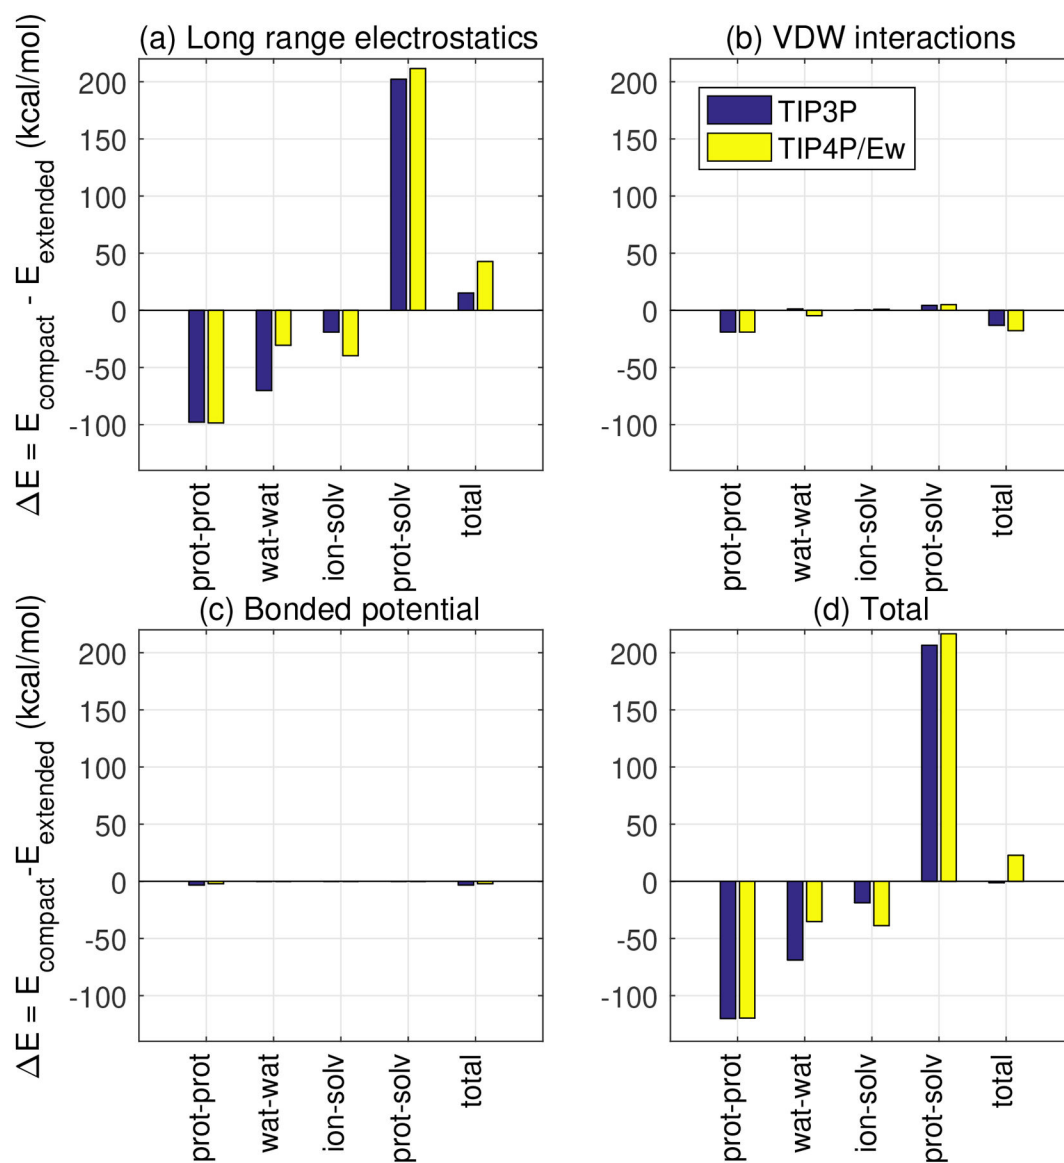 (a) Long range electrostatics
ΔE = E_compact - E_extended (kcal/mol)
200
150
100
50
0
-50
-100
prot-prot
wat-wat
ion-solv
prot-solv
total
(b) VDW interactions
TIP3P
TIP4P/Ew
200
150
100
50
0
-50
-100
prot-prot
wat-wat
ion-solv
prot-solv
total
(c) Bonded potential
ΔE = E_compact-E_extended (kcal/mol)
200
150
100
50
0
-50
-100
prot-prot
wat-wat
ion-solv
prot-solv
total
(d) Total
200
150
100
50
0
-50
-100
prot-prot
wat-wat
ion-solv
prot-solv
total